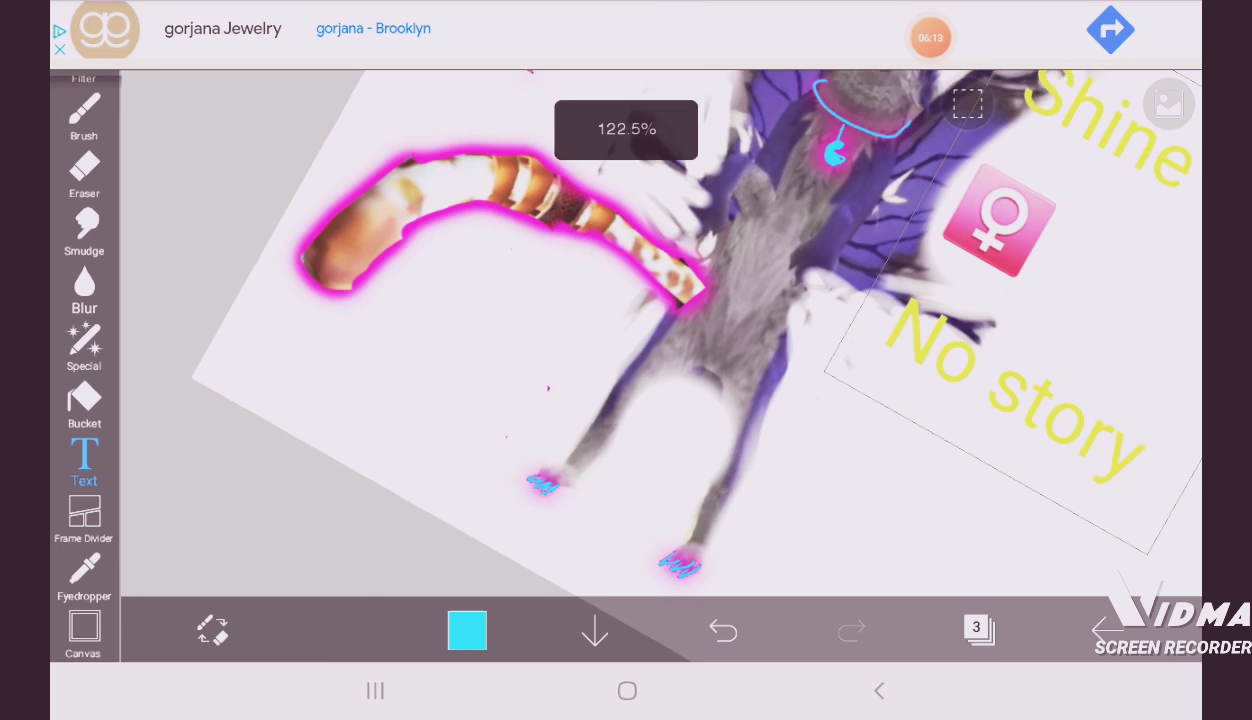 gorjana Jewelry
gorjana - Brooklyn
06:13
Filter
122.5%
Brush
Eraser
Smudge
Blur
Special
Bucket
T
Text
Frame Divider
Eyedropper
Canvas
Shine
No story
3
VIDMA
SCREEN RECORDER